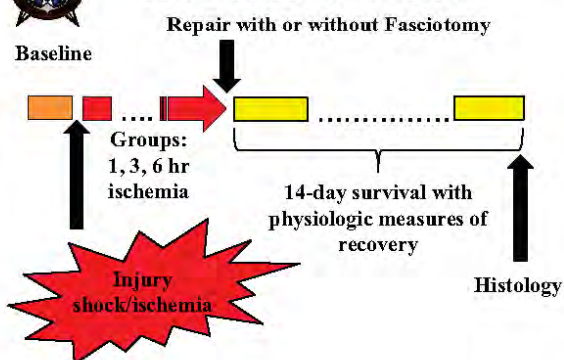 Repair with or without Fasciotomy
Baseline
Groups:
1, 3, 6 hr
ischemia
14-day survival with
physiologic measures of
recovery
Injury
shock/ischemia
Histology